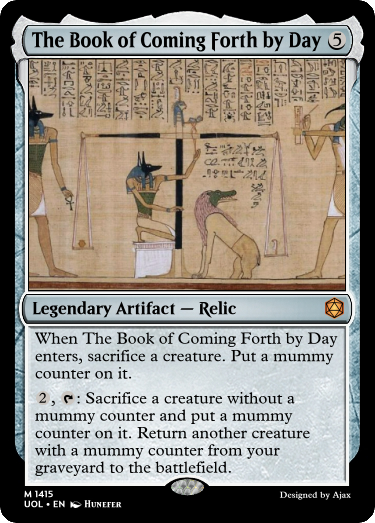 The Book of Coming Forth by Day 5
Legendary Artifact — Relic
When The Book of Coming Forth by Day
enters, sacrifice a creature. Put a mummy
counter on it.
2 , : Sacrifice a creature without a
mummy counter and put a mummy
counter on it. Return another creature
with a mummy counter from your
graveyard to the battlefield.
M 1415
UOL • EN HUNEFER
Designed by Ajax